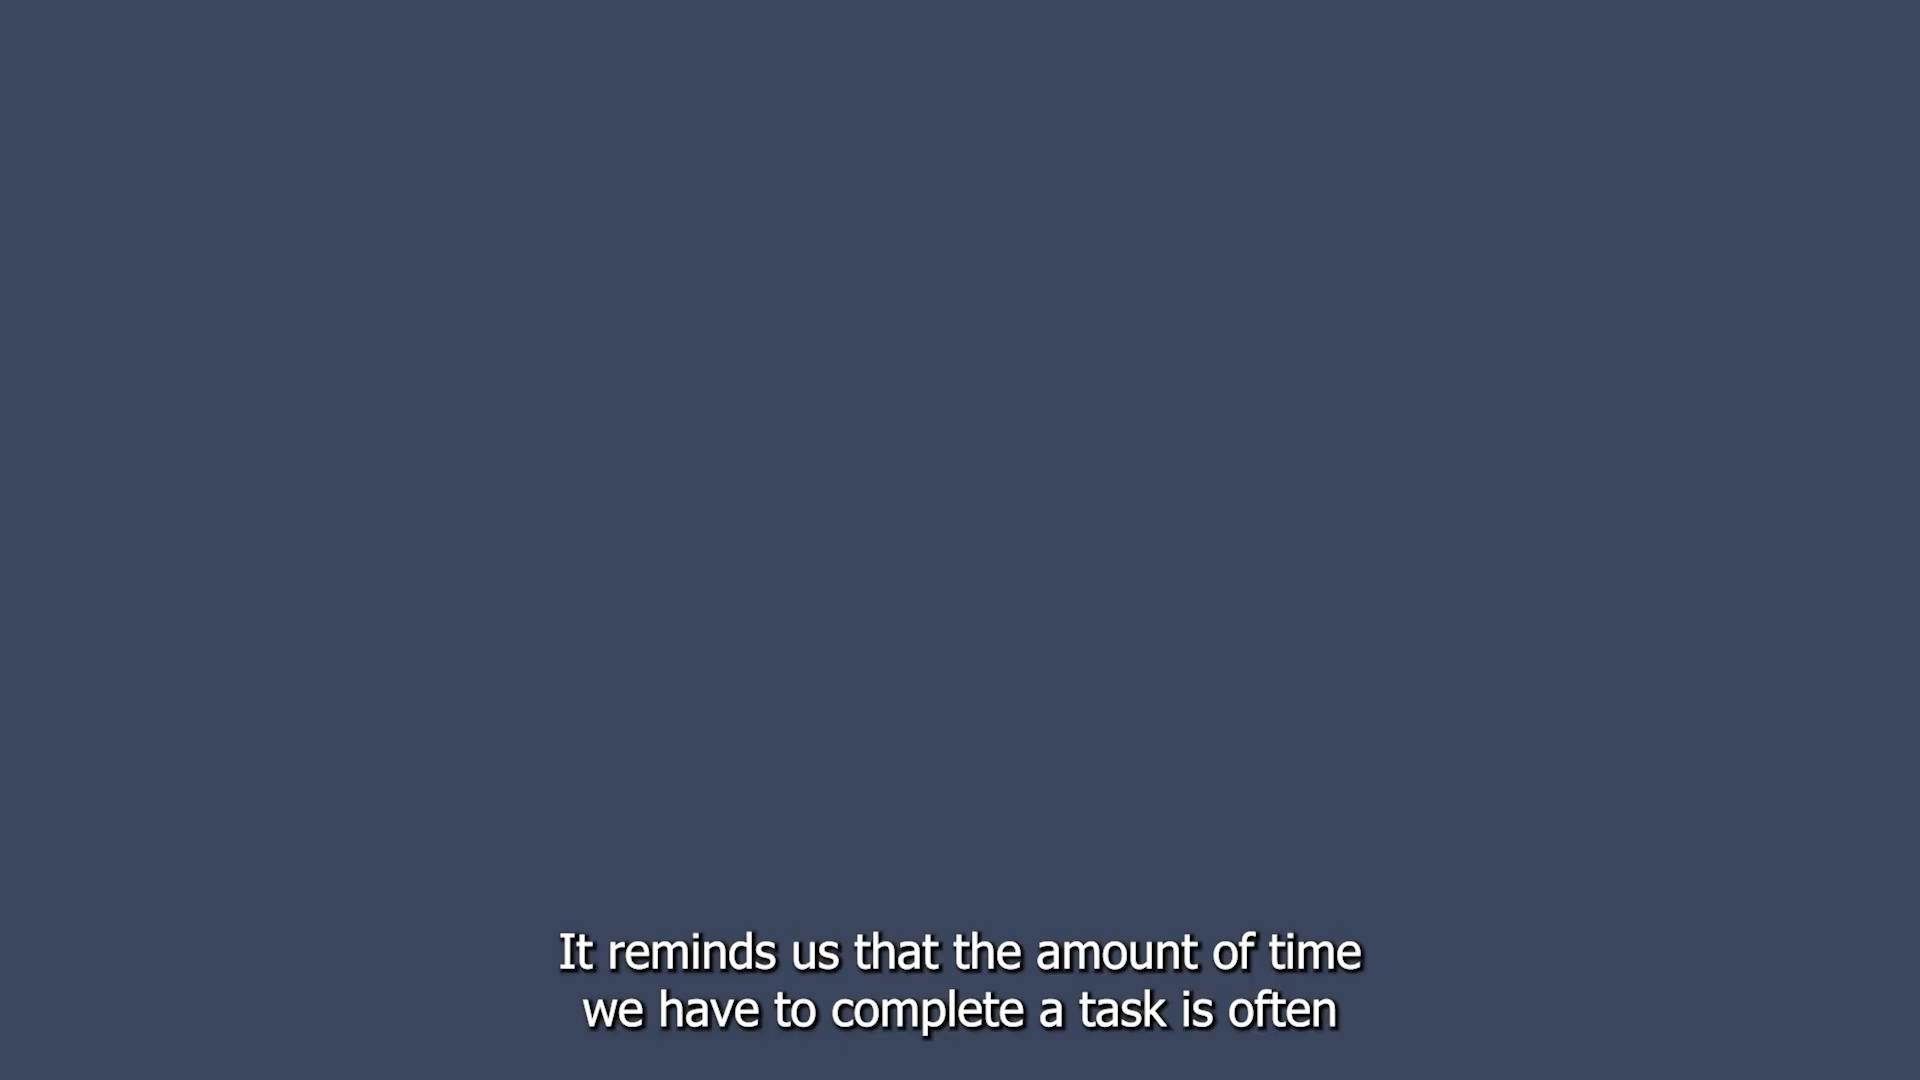 It reminds us that the amount of time
we have to complete a task is often